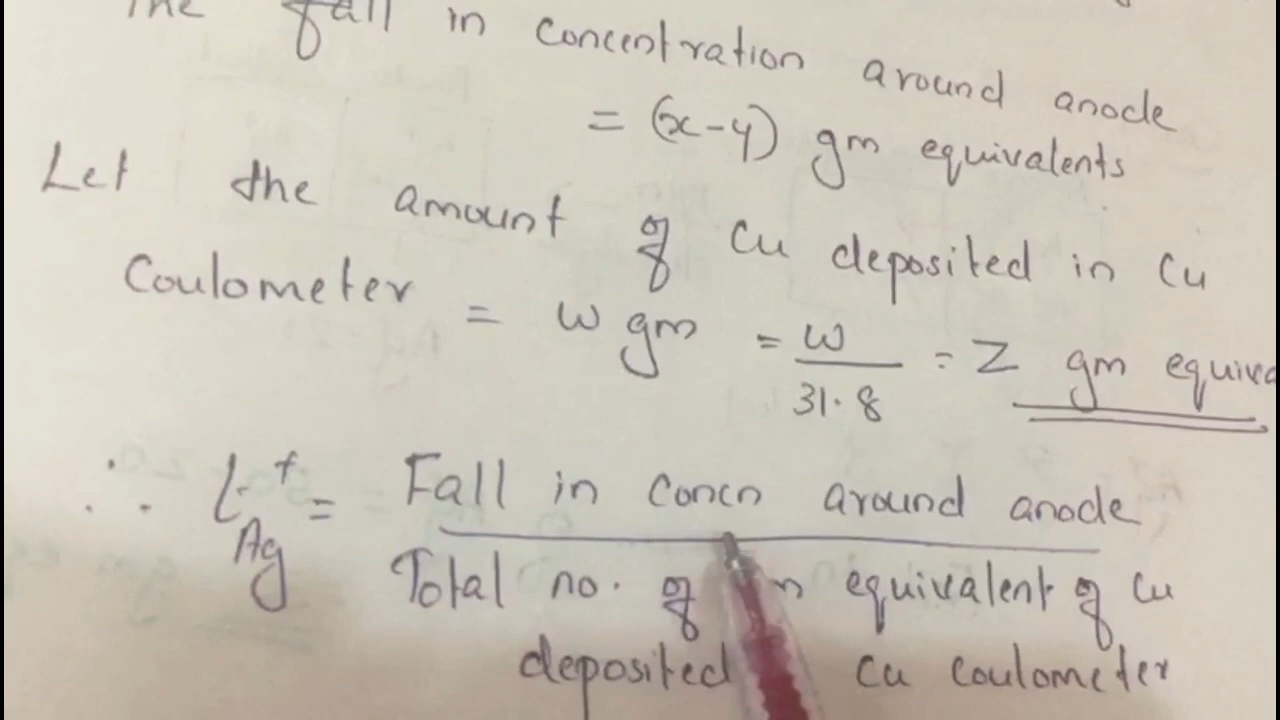 The fall in concentration around anode
= (x-y) gm equivalents
Let the amount of Cu deposited in Cu
Coulometer = W gm = W/31.8 = Z gm
∴ t⁺Ag = Fall in concn around anode
Total no. of equivalent of Cu
deposited Cu coulometer